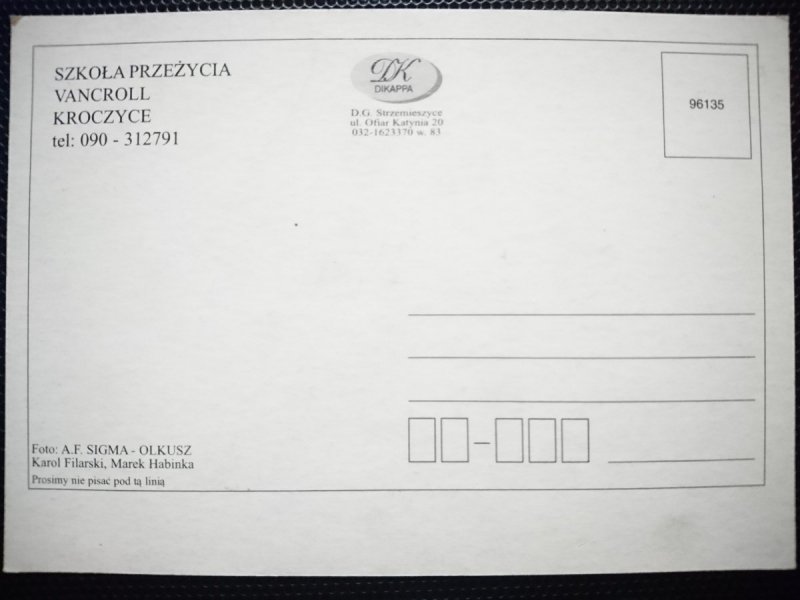 SZKOŁA PRZEŻYCIA
VANCROLL
KROCZYCE
tel: 090 - 312791
DK
DIKAPPA
D.G. Strzemieszyce
ul. Ofiar Katynia 20
032-1623370 w. 83
96135
Foto: A.F. SIGMA - OLKUSZ
Karol Filarski, Marek Habinka
Prosimy nie pisać pod tą linią